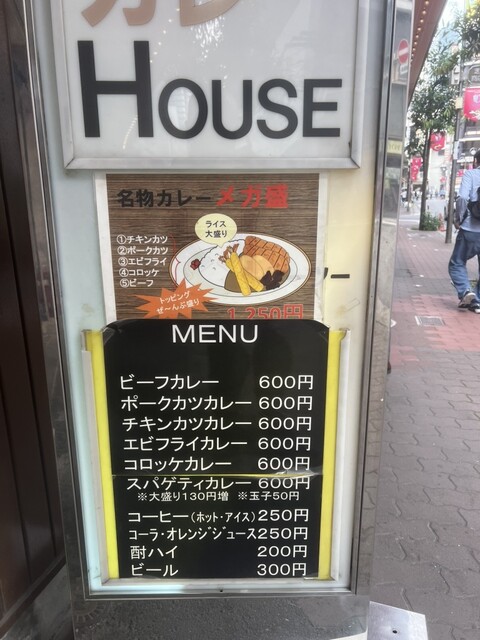 カレー
HOUSE
名物カレーメガ盛
ライス
大盛り
①チキンカツ
②ポークカツ
③エビフライ
④コロッケ
⑤ビーフ
トッピング
ぜ〜んぶ盛り
1,250円
MENU
ビーフカレー 600円
ポークカツカレー 600円
チキンカツカレー 600円
エビフライカレー 600円
コロッケカレー 600円
スパゲティカレー 600円
※大盛り130円増 ※玉子50円
コーヒー(ホット・アイス)250円
コーラ・オレンジジュース250円
酎ハイ 200円
ビール 300円